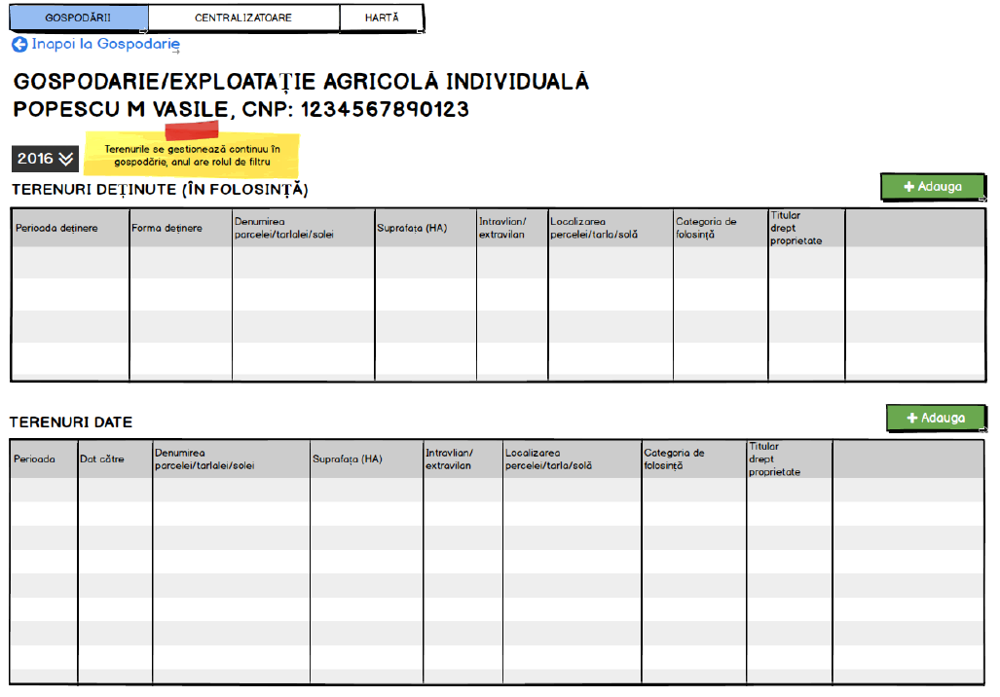 GOSPODĂRII
CENTRALIZATOARE
HARTĂ
Inapoi la Gospodarie
GOSPODARIE/EXPLOATAȚIE AGRICOLĂ INDIVIDUALĂ
POPESCU M VASILE, CNP: 1234567890123
2016
Terenurile se gestionează continuu în
gospodărie, anul are rolul de filtru
TERENURI DEȚINUTE (ÎN FOLOSINȚĂ)
Adauga
Perioada deținere
Forma deținere
Denumirea
parcelei/tarlalei/solei
Suprafața (HA)
Intravlian/
extravilan
Localizarea
parcelei/tarla/solă
Categoria de
folosință
Titular
drept
proprietate
TERENURI DATE
Adauga
Perioada
Dat către
Denumirea
parcelei/tarlalei/solei
Suprafața (HA)
Intravlian/
extravilan
Localizarea
percelei/tarla/solă
Categoria de
folosință
Titular
drept
proprietate